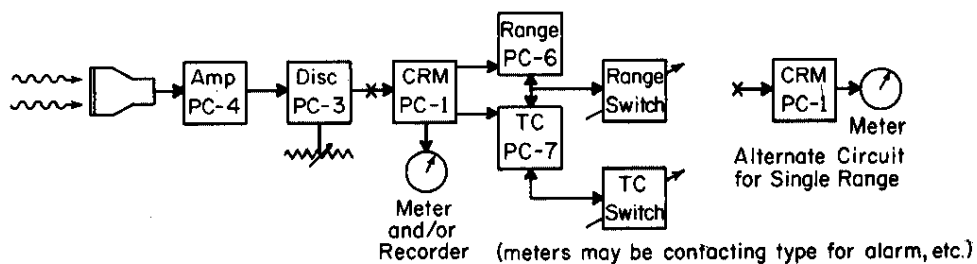 Amp
PC-4
Disc
PC-3
CRM
PC-1
Range
PC-6
TC
PC-7
Range
Switch
TC
Switch
Meter
and/or
Recorder
(meters may be contacting type for alarm, etc.)
CRM
PC-1
Meter
Alternate Circuit
for Single Range